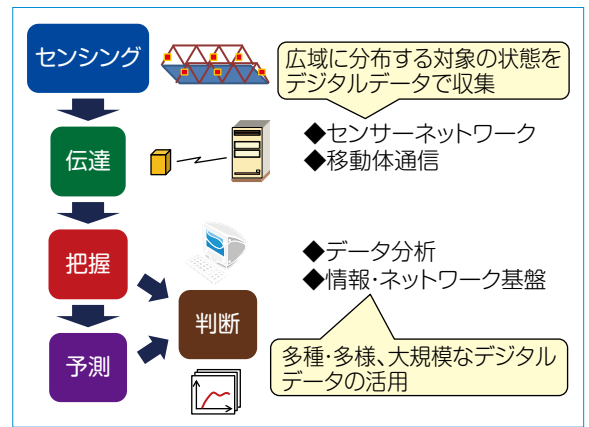 センシング
広域に分布する対象の状態を
デジタルデータで収集
伝達
◆センサーネットワーク
◆移動体通信
把握
◆データ分析
◆情報・ネットワーク基盤
判断
予測
多種・多様、大規模なデジタル
データの活用